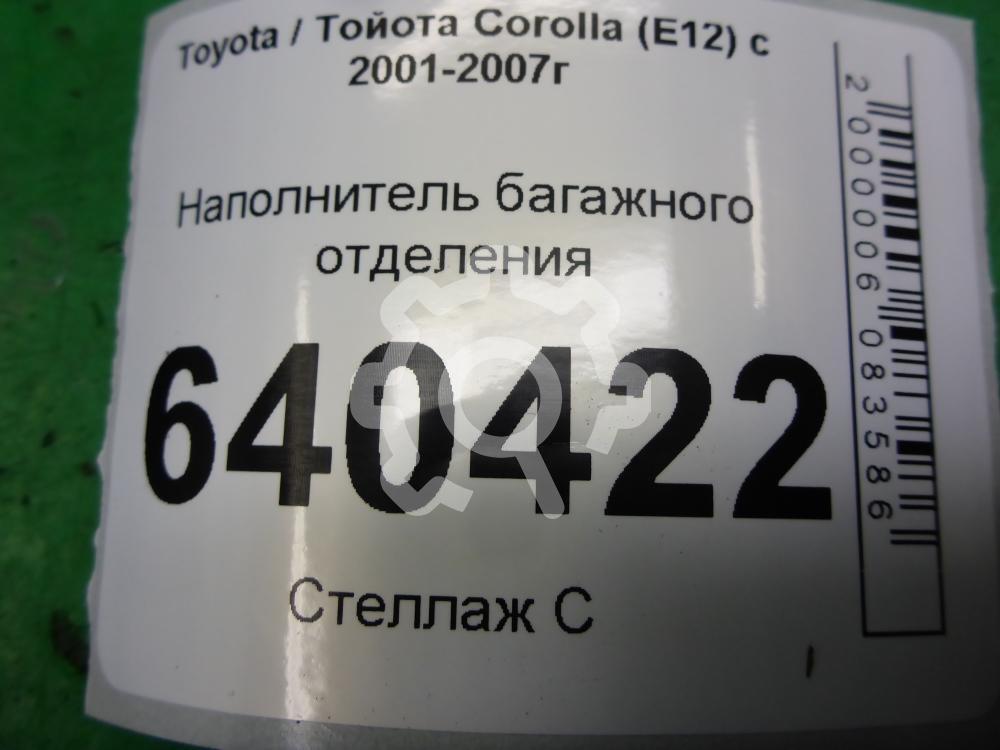 Toyota / Тойота Corolla (E12) с
2001-2007г
Наполнитель багажного
отделения
640422
Стеллаж С
2000006083586